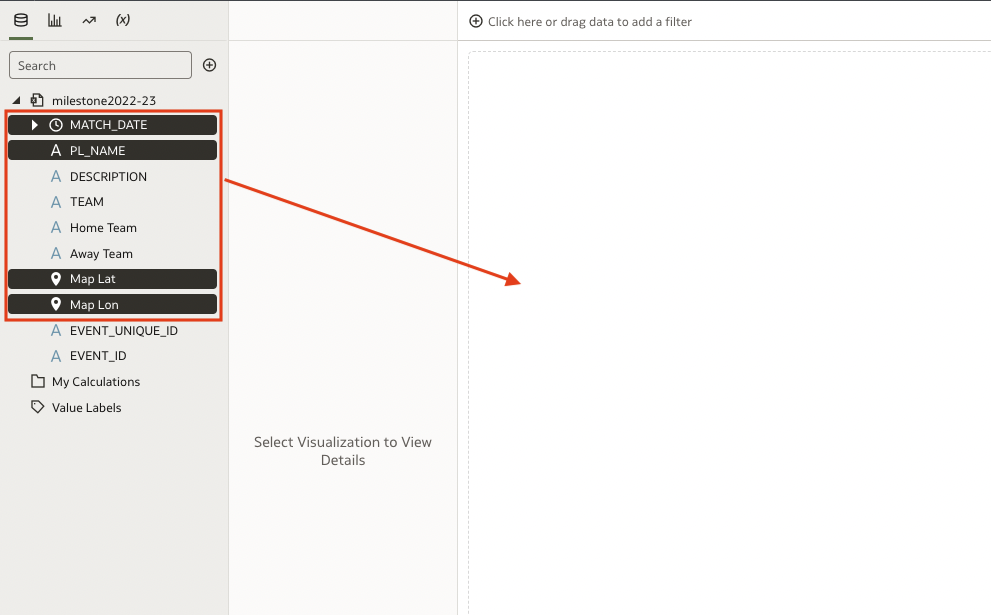 (x)
Click here or drag data to add a filter
Search
milestone2022-23
MATCH_DATE
A PL_NAME
A DESCRIPTION
A TEAM
A Home Team
A Away Team
Map Lat
Map Lon
A EVENT_UNIQUE_ID
A EVENT_ID
My Calculations
Value Labels
Select Visualization to View
Details